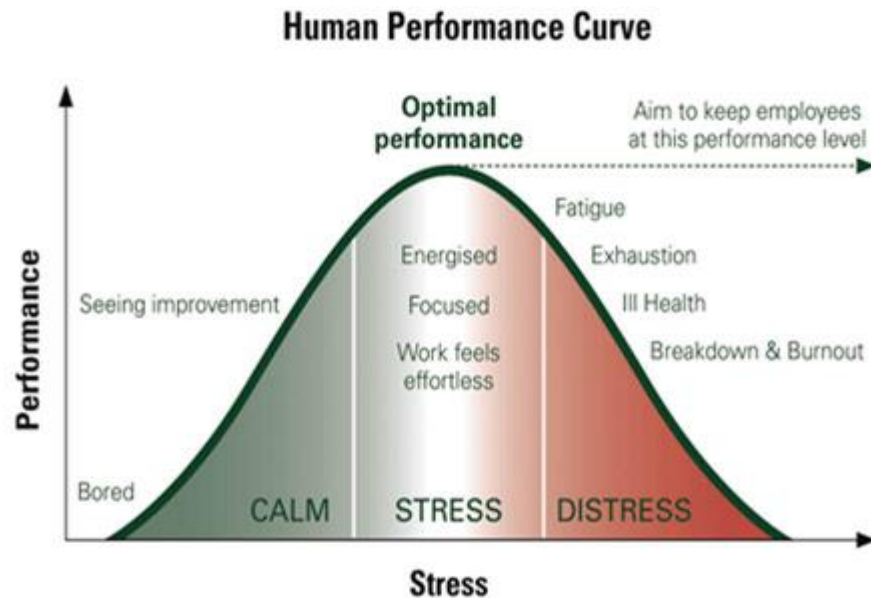 Human Performance Curve
Optimal
performance
Aim to keep employees
at this performance level
Fatigue
Energised
Exhaustion
Seeing improvement
Focused
Ill Health
Work feels
effortless
Breakdown & Burnout
Bored
CALM
STRESS
DISTRESS
Performance
Stress